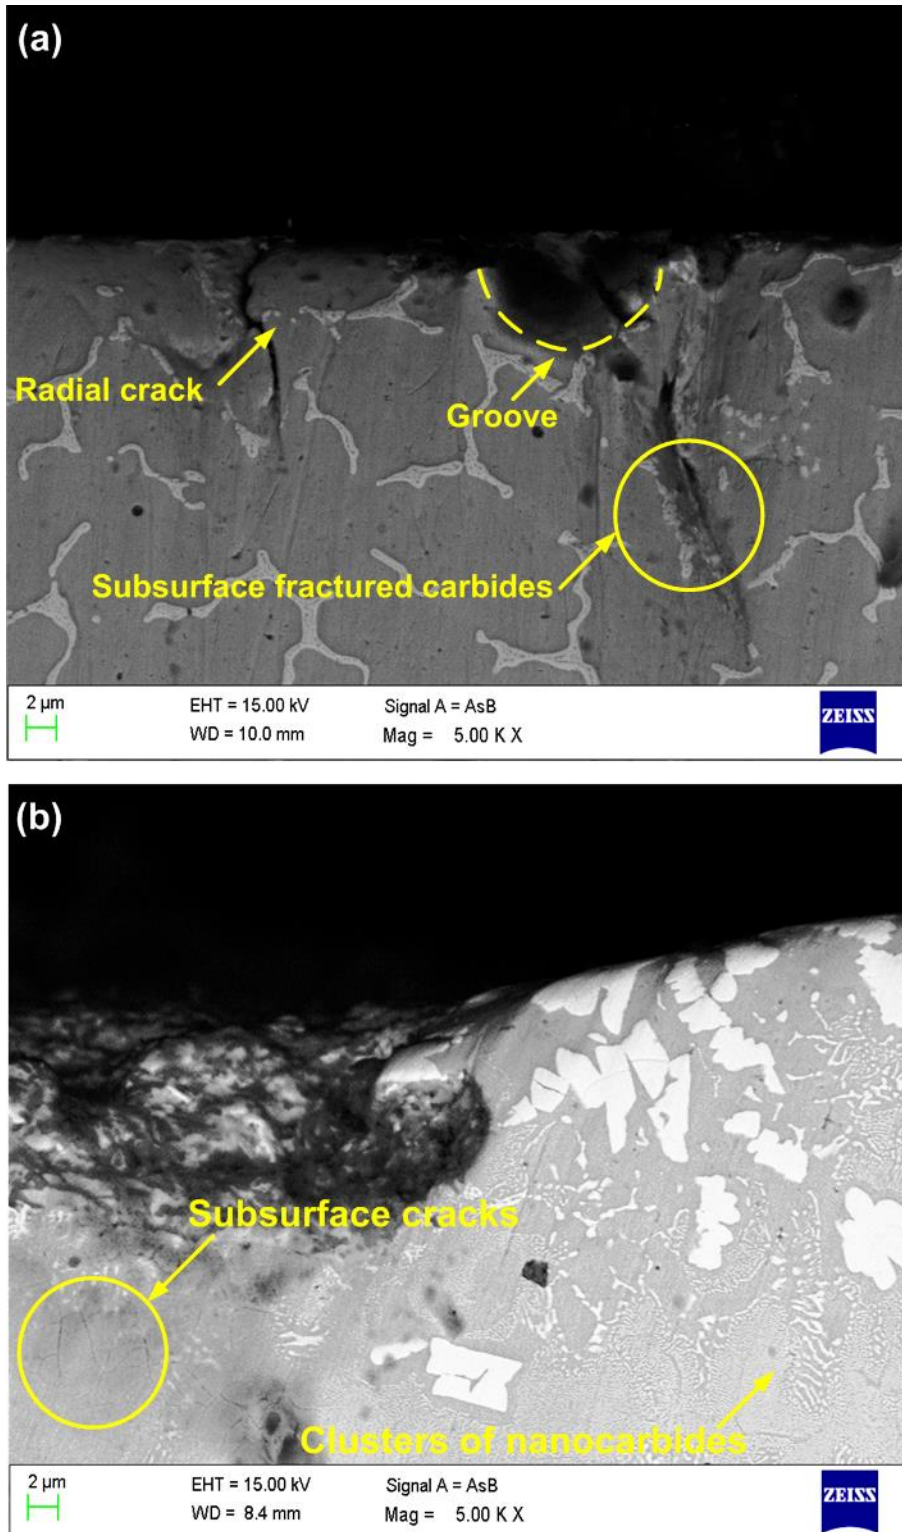 (a)
Radial crack
Groove
Subsurface fractured carbides
2 µm
EHT = 15.00 kV
Signal A = AsB
WD = 10.0 mm
Mag = 5.00 K X
ZEISS
(b)
Subsurface cracks
Clusters of nanocarbides
2 µm
EHT = 15.00 kV
Signal A = AsB
WD = 8.4 mm
Mag = 5.00 K X
ZEISS